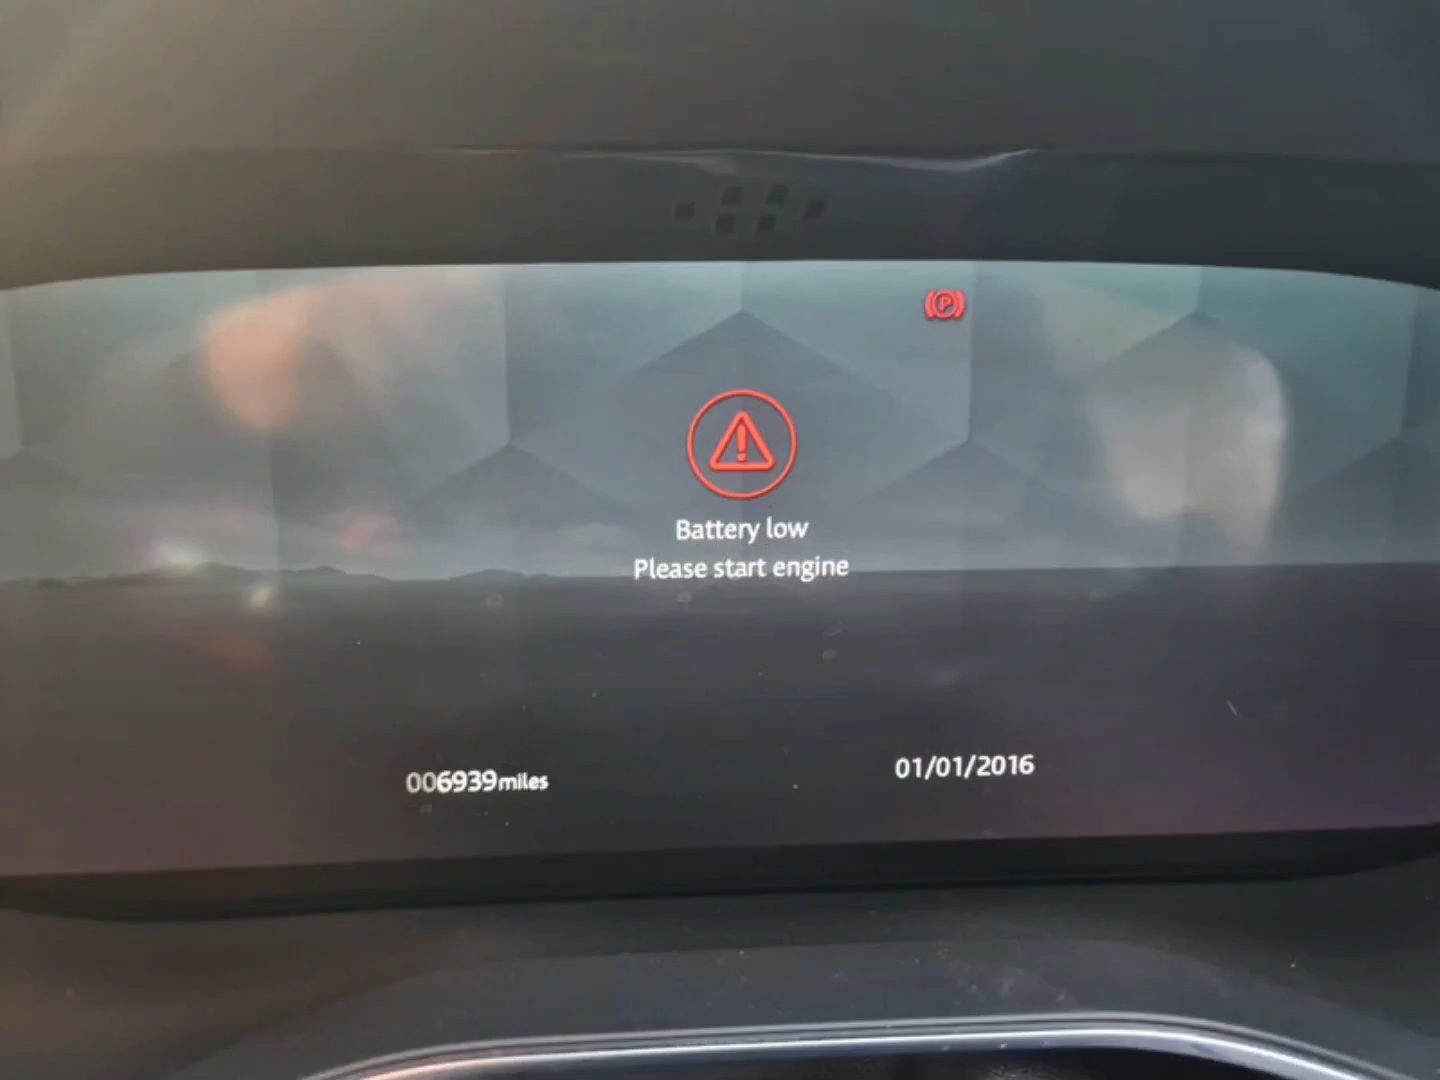 P
Battery low
Please start engine
006939miles
01/01/2016